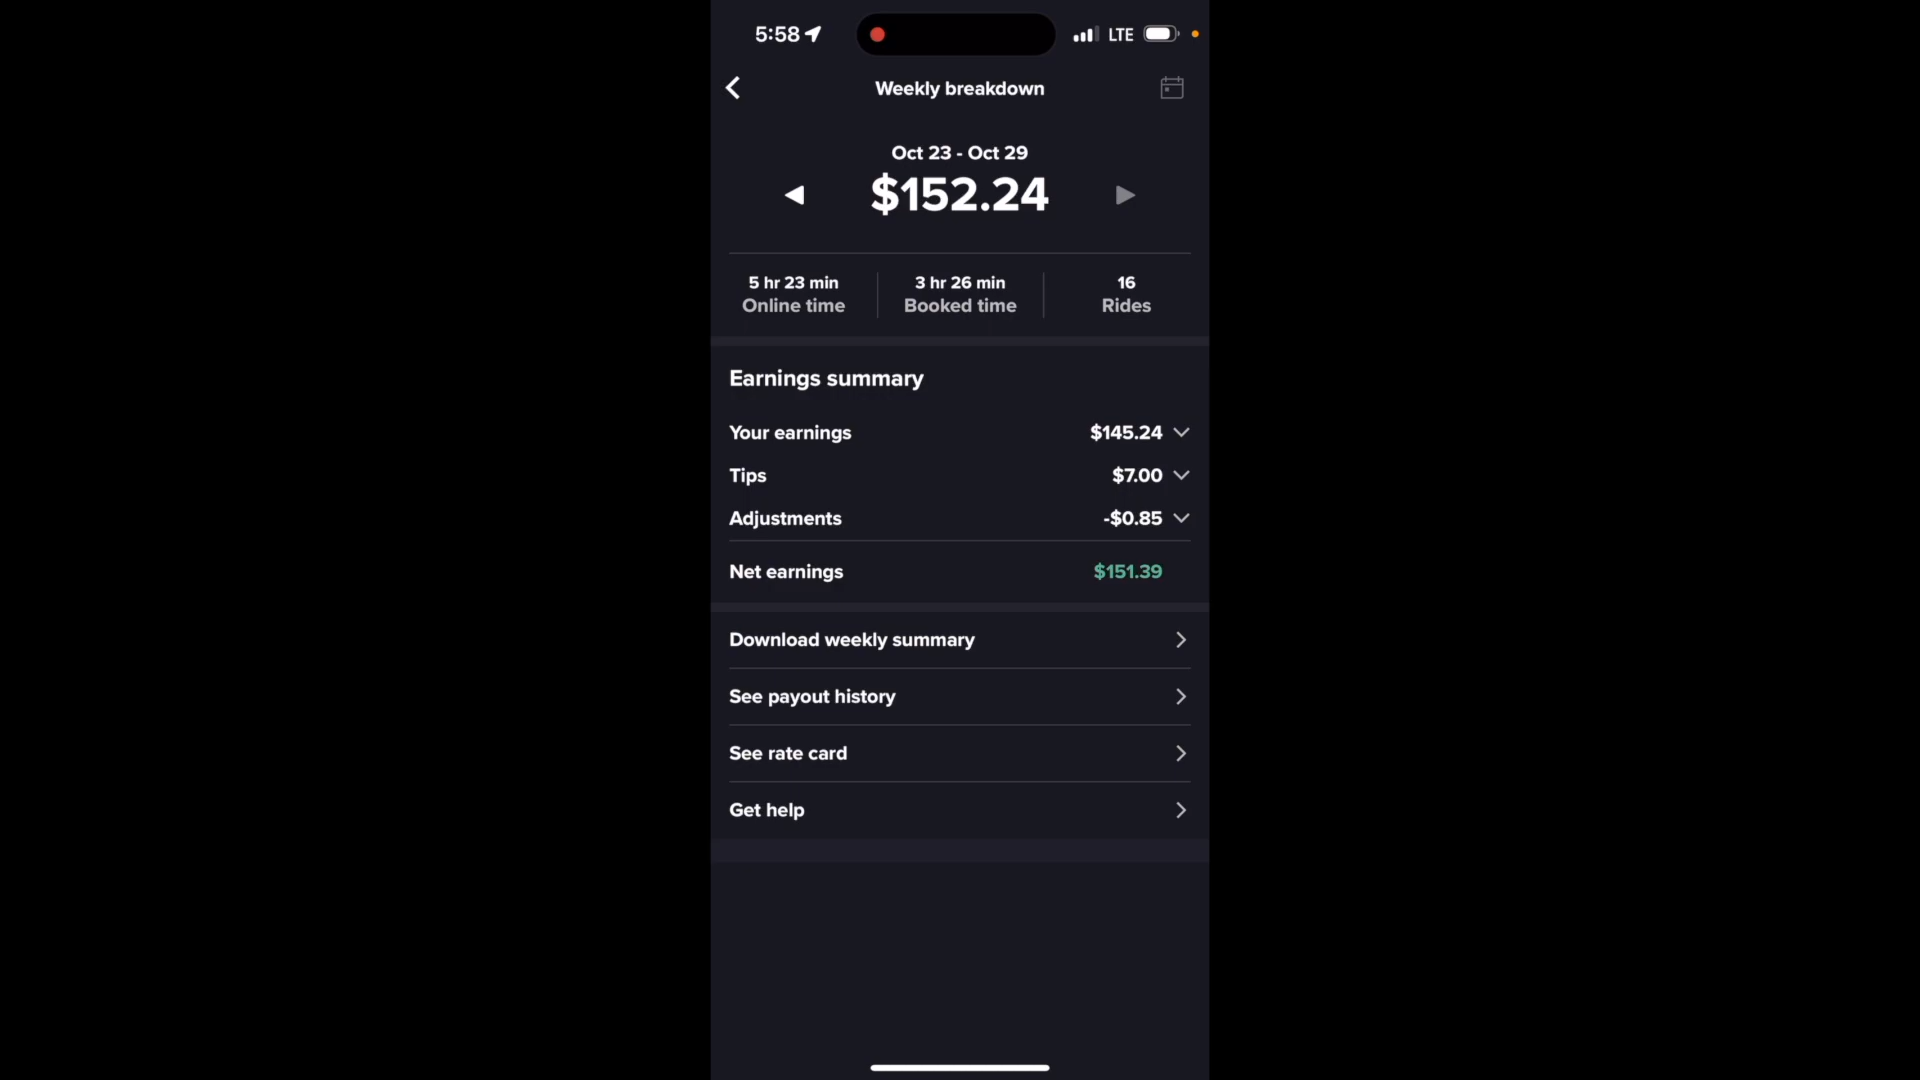 5:58 LTE
Weekly breakdown
Oct 23 - Oct 29
$152.24
5 hr 23 min 3 hr 26 min 16
Online time Booked time Rides
Earnings summary
Your earnings $145.24
Tips $7.00
Adjustments -$0.85
Net earnings $151.39
Download weekly summary
See payout history
See rate card
Get help